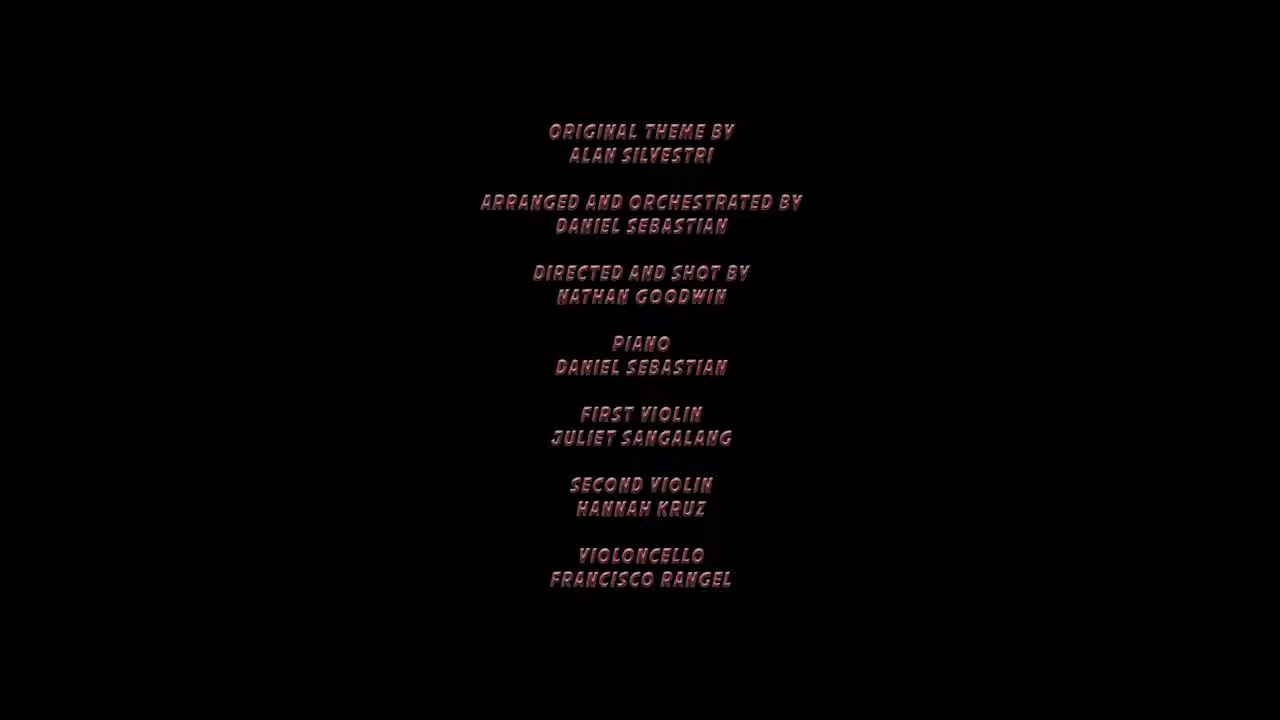 ORIGINAL THEME BY
ALAN SILVESTRI
ARRANGED AND ORCHESTRATED BY
DANIEL SEBASTIAN
DIRECTED AND SHOT BY
NATHAN GOODWIN
PIANO
DANIEL SEBASTIAN
FIRST VIOLIN
JULIET SANGALANG
SECOND VIOLIN
HANNAH KRUZ
VIOLONCELLO
FRANCISCO RANGEL